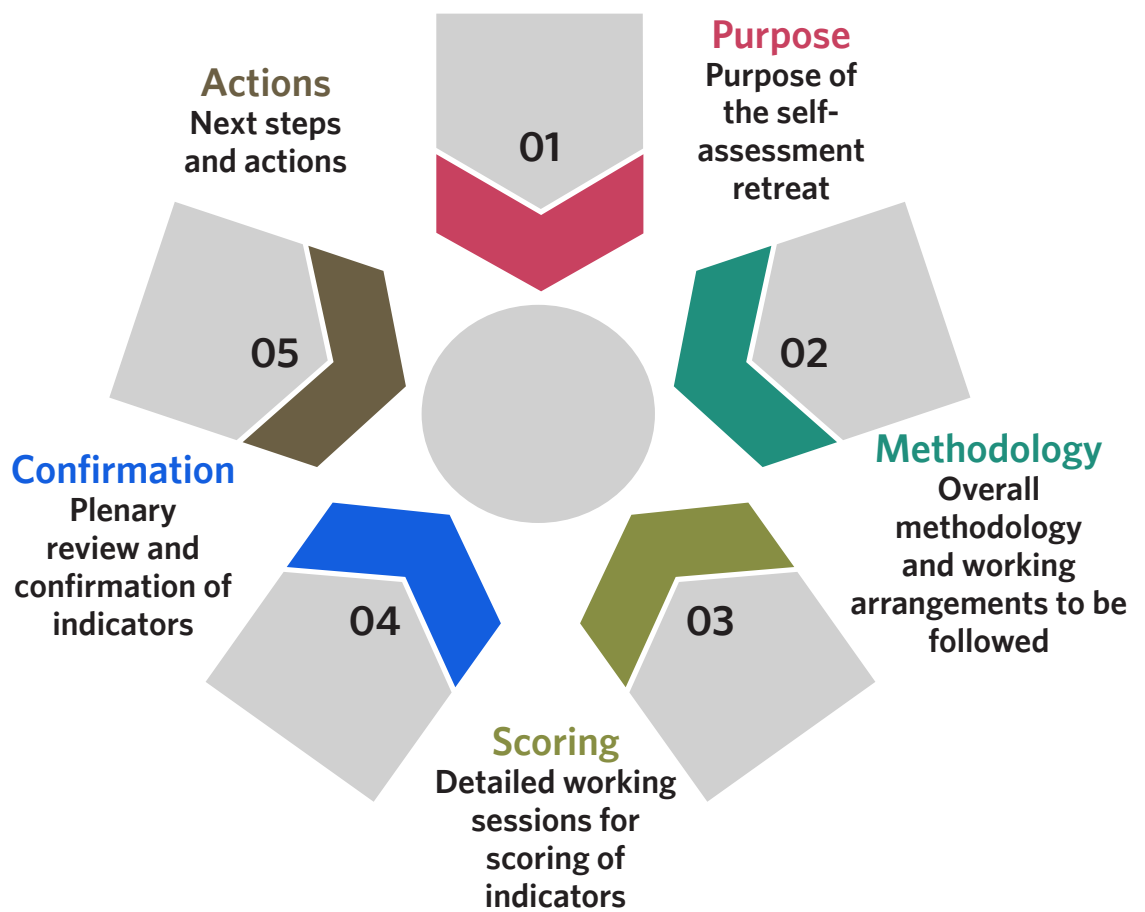 01
Purpose
Purpose of
the self-
assessment
retreat
02
Methodology
Overall
methodology
and working
arrangements to be
followed
03
Scoring
Detailed working
sessions for
scoring of
indicators
04
Confirmation
Plenary
review and
confirmation of
indicators
05
Actions
Next steps
and actions